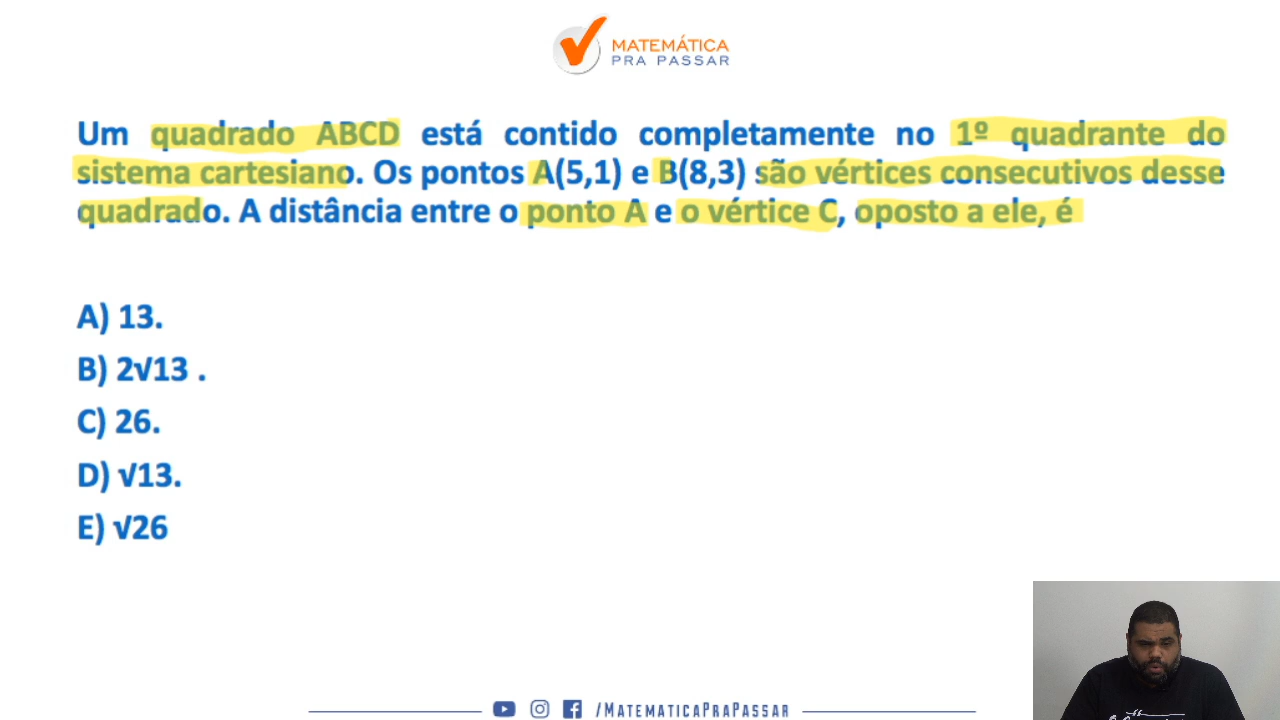 MATEMÁTICA
PRA PASSAR
Um quadrado ABCD está contido completamente no 1º quadrante do
sistema cartesiano. Os pontos A(5,1) e B(8,3) são vértices consecutivos desse
quadrado. A distância entre o ponto A e o vértice C, oposto a ele, é
A) 13.
B) 2√13 .
C) 26.
D) √13.
E) √26
/MATEMATICAPRAPASSAR